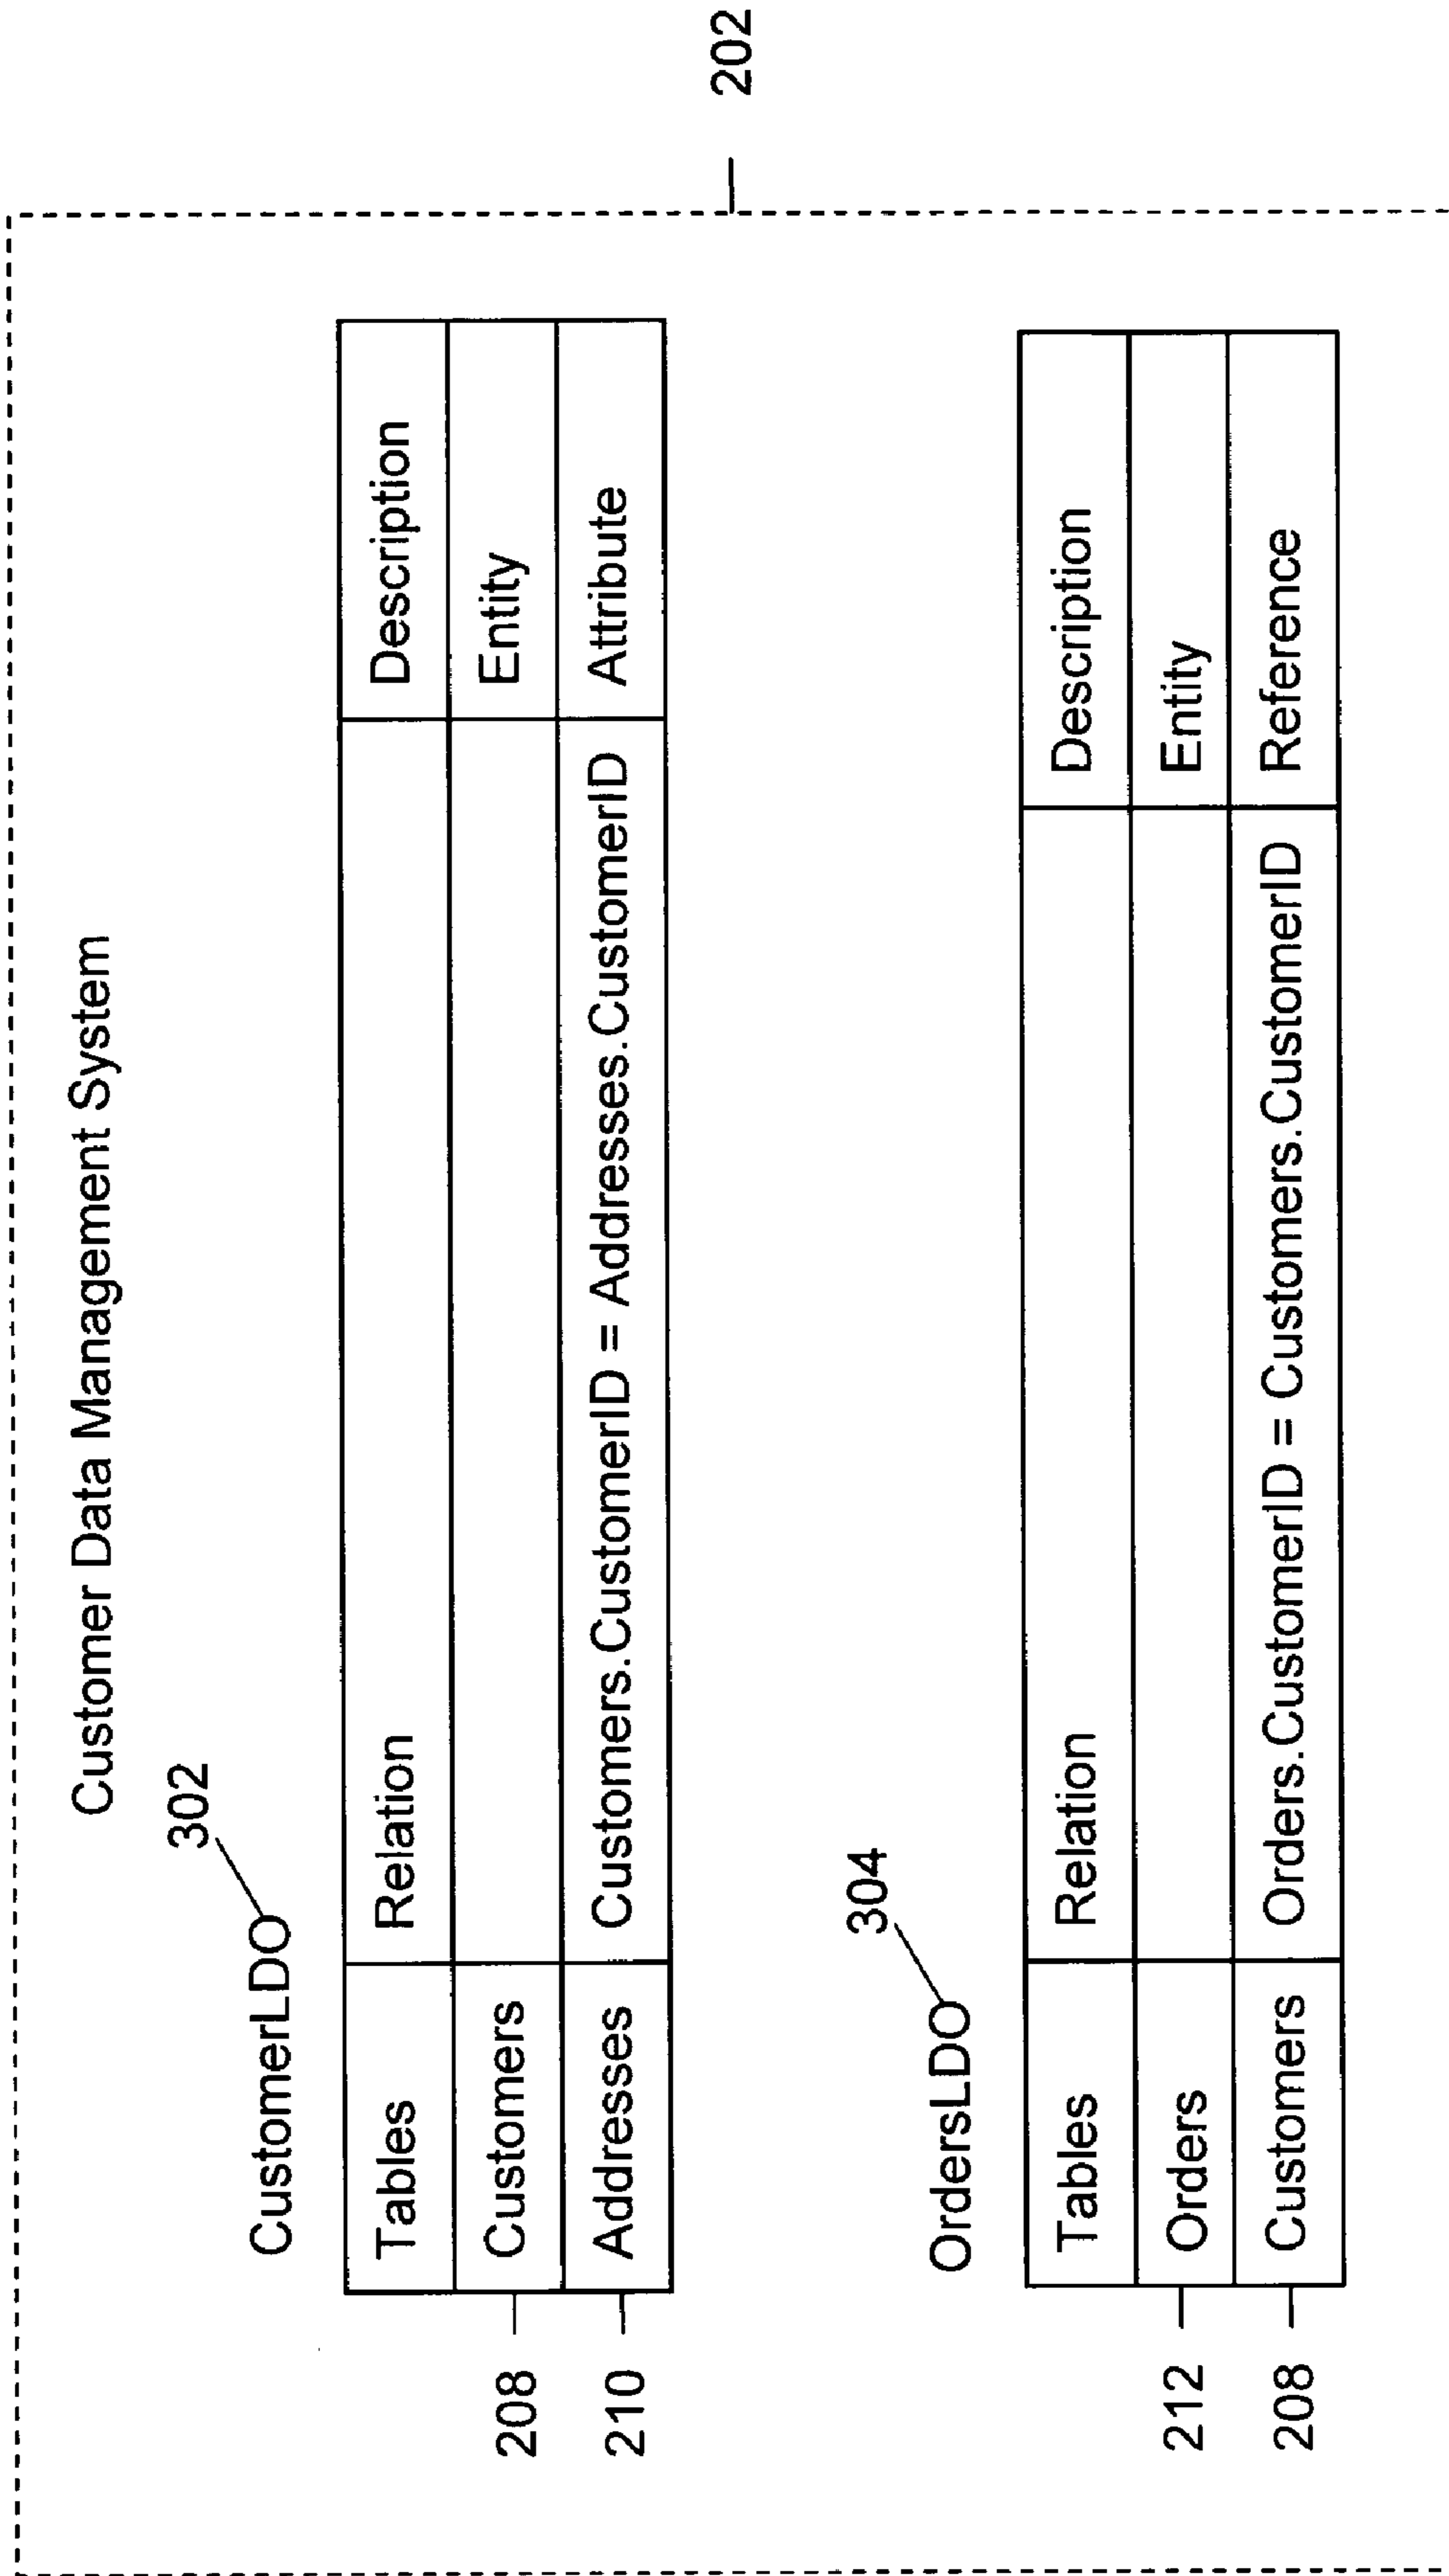 Customer Data Management System
302
CustomerLDO
Tables Relation Description
208 Customers Entity
210 Addresses Customers.CustomerID = Addresses.CustomerID Attribute
202
304
OrdersLDO
Tables Relation Description
212 Orders Entity
208 Customers Orders.CustomerID = Customers.CustomerID Reference